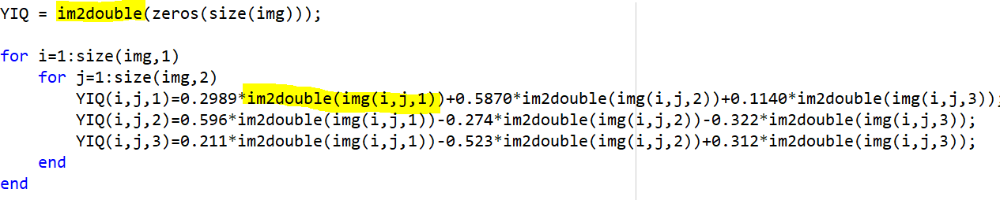 YIQ = im2double(zeros(size(img)));
for i=1:size(img,1)
for j=1:size(img,2)
YIQ(i,j,1)=0.2989*im2double(img(i,j,1))+0.5870*im2double(img(i,j,2))+0.1140*im2double(img(i,j,3));
YIQ(i,j,2)=0.596*im2double(img(i,j,1))-0.274*im2double(img(i,j,2))-0.322*im2double(img(i,j,3));
YIQ(i,j,3)=0.211*im2double(img(i,j,1))-0.523*im2double(img(i,j,2))+0.312*im2double(img(i,j,3));
end
end